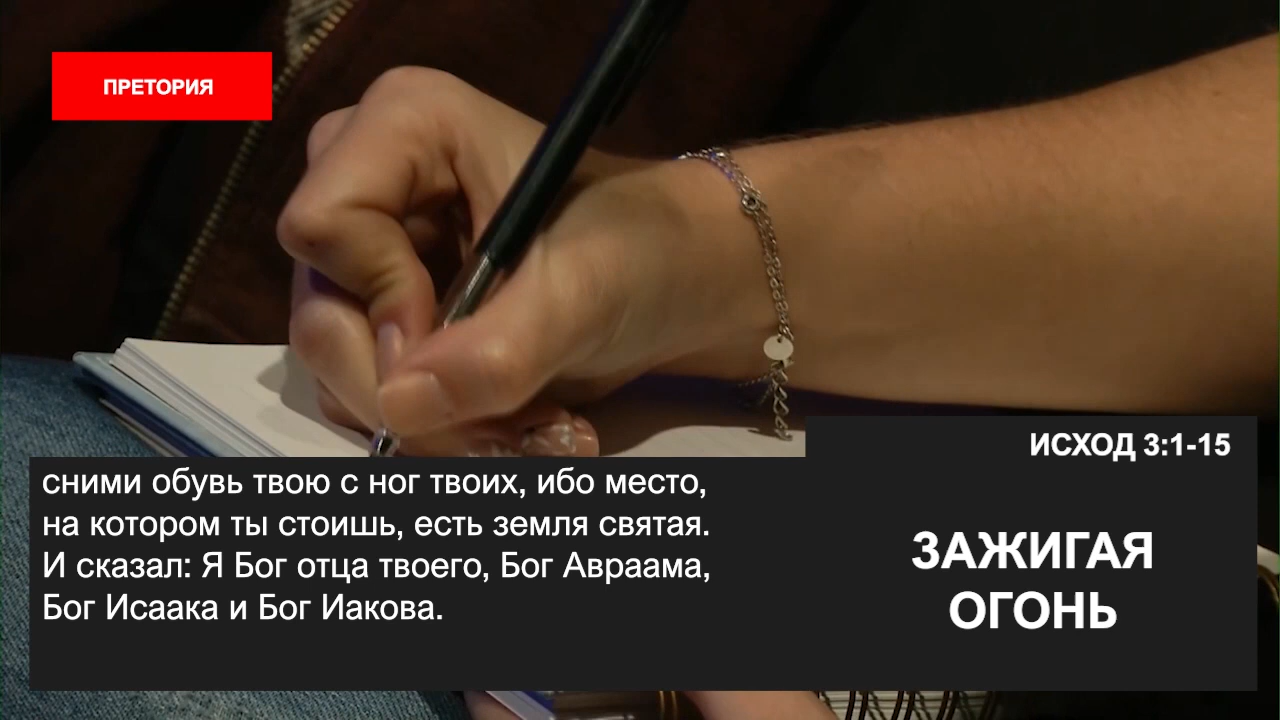 ПРЕТОРИЯ
ИСХОД 3:1-15
сними обувь твою с ног твоих, ибо место,
на котором ты стоишь, есть земля святая.
И сказал: Я Бог отца твоего, Бог Авраама,
Бог Исаака и Бог Иакова.
ЗАЖИГАЯ
ОГОНЬ